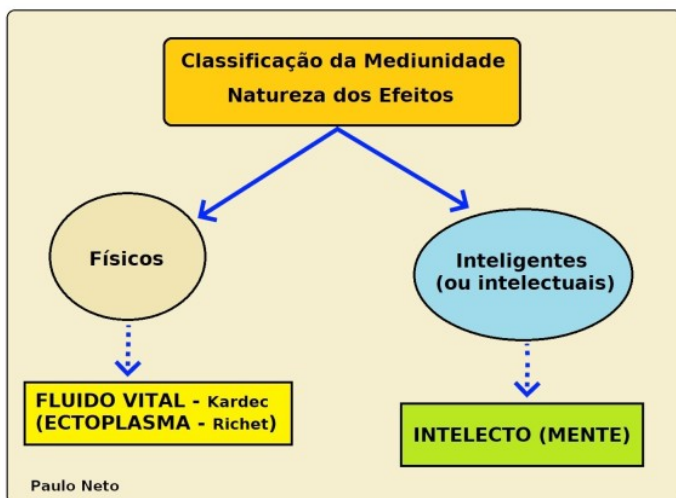 Classificação da Mediunidade
Natureza dos Efeitos
Físicos
Inteligentes
(ou intelectuais)
FLUIDO VITAL - Kardec
(ECTOPLASMA - Richet)
INTELECTO (MENTE)
Paulo Neto